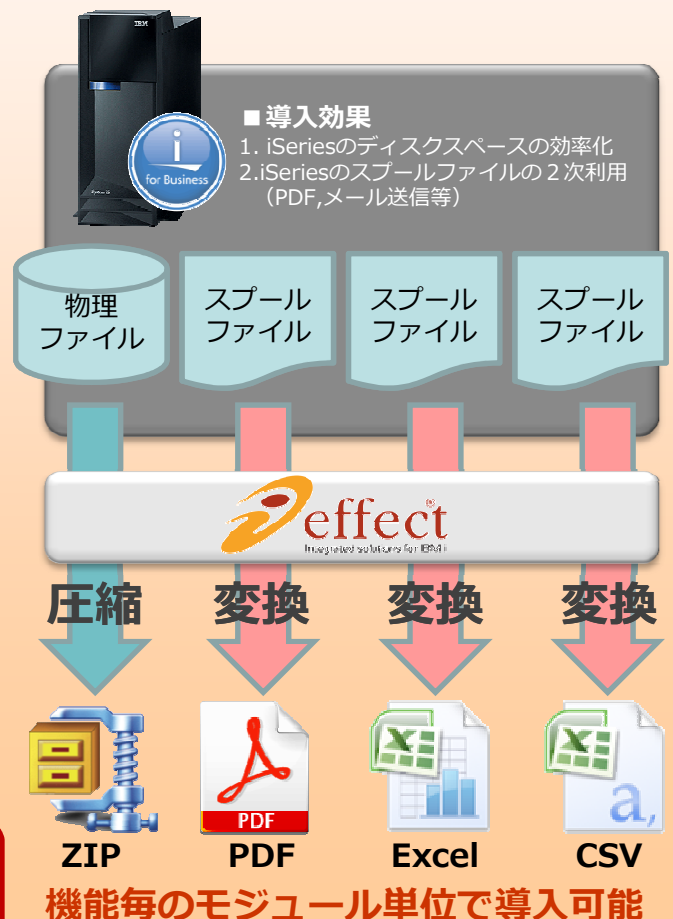 IBM
i
for Business
■導入効果
1. iSeriesのディスクスペースの効率化
2.iSeriesのスプールファイルの２次利用
（PDF,メール送信等）
物理
ファイル
スプール
ファイル
スプール
ファイル
スプール
ファイル
i effect®
Integrated solutions for IBM i
圧縮
変換
変換
変換
PDF
a,
ZIP
PDF
Excel
CSV
機能毎のモジュール単位で導入可能